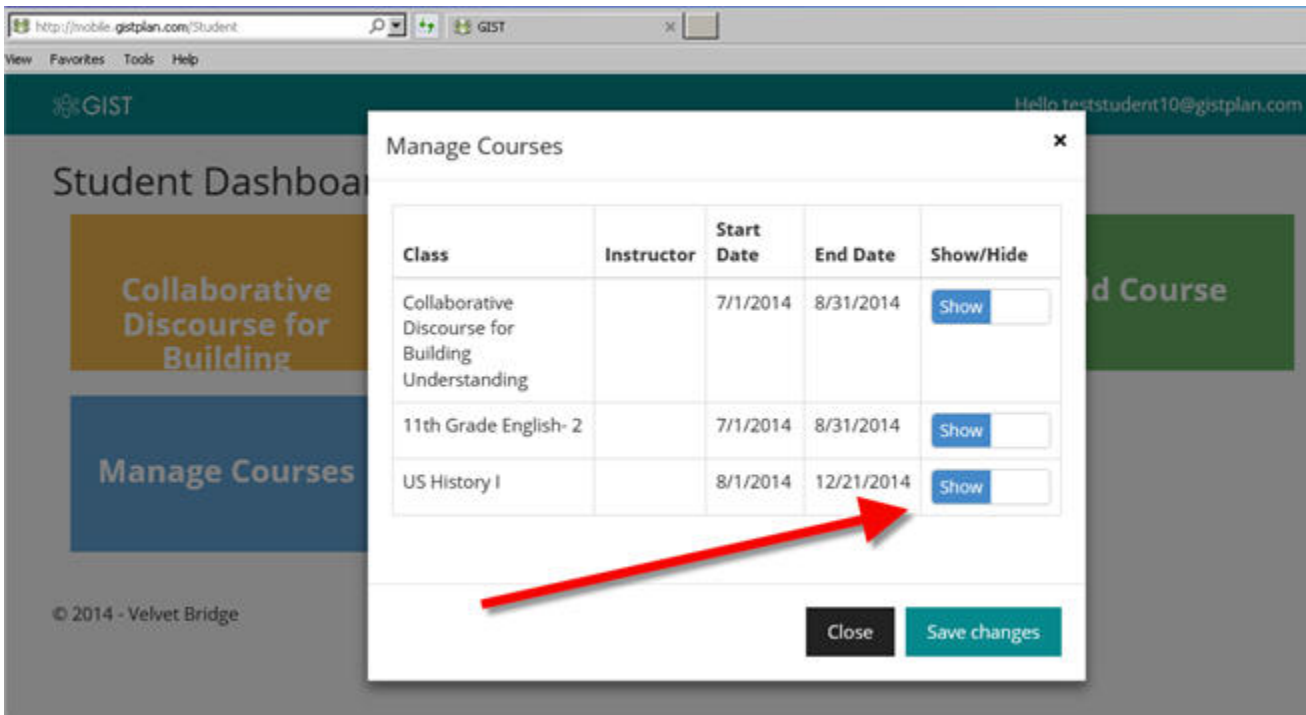 http://mobile.gistplan.com/Student
GIST
View Favorites Tools Help
GIST
Hello teststudent10@gistplan.com
Manage Courses
×
Student Dashboa
Class Instructor Start Date End Date Show/Hide
Collaborative
Discourse for
Building
Understanding
7/1/2014 8/31/2014 Show
11th Grade English- 2 7/1/2014 8/31/2014 Show
US History I 8/1/2014 12/21/2014 Show
Collaborative
Discourse for
Building
d Course
Manage Courses
© 2014 - Velvet Bridge
Close Save changes